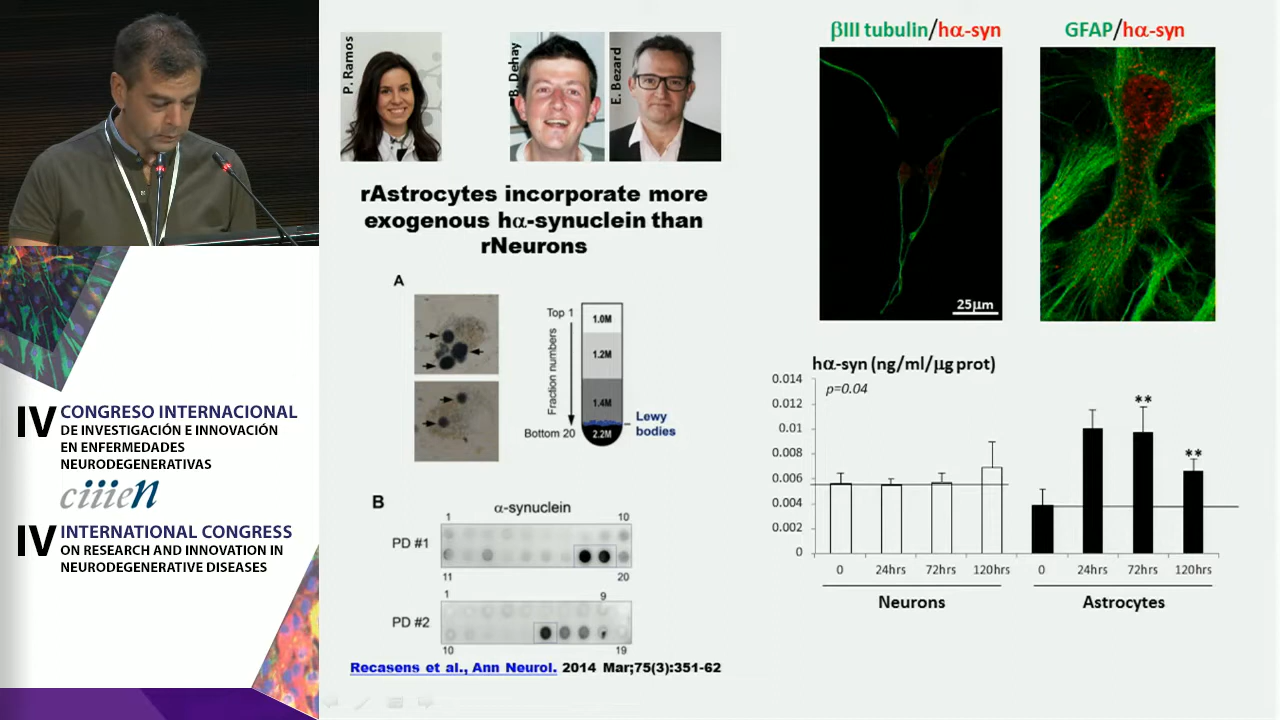 IV CONGRESO INTERNACIONAL
DE INVESTIGACIÓN E INNOVACIÓN
EN ENFERMEDADES
NEURODEGENERATIVAS
ciiien
IV INTERNATIONAL CONGRESS
ON RESEARCH AND INNOVATION IN
NEURODEGENERATIVE DISEASES
P. Ramos
B. Dehay
E. Bezard
rAstrocytes incorporate more
exogenous hα-synuclein than
rNeurons
A
Top 1
Fraction numbers
Bottom 20
1.0M
1.2M
1.4M
2.2M
Lewy
bodies
B
α-synuclein
1 10
PD #1
11 20
1 9
PD #2
10 19
Recasens et al., Ann Neurol. 2014 Mar;75(3):351-62
βIII tubulin/hα-syn
GFAP/hα-syn
25μm
hα-syn (ng/ml/μg prot)
p=0.04
0.014
0.012
0.01
0.008
0.006
0.004
0.002
0
** **
0 24hrs 72hrs 120hrs 0 24hrs 72hrs 120hrs
Neurons Astrocytes